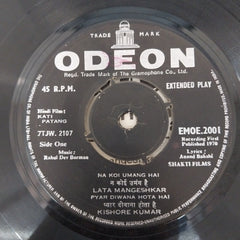 TRADE MARK
ODEON
Regd. Trade Mark of The Gramophone Co., Ltd.
45 R.P.M.
EXTENDED PLAY
Hindi Film:
KATI
PATANG
7TJW. 2107
EMOE.2001
Side One
Recording First
Published 1970
Music:
Rahul Dev Burman
Lyrics:
Anand Bakshi
SHAKTI FILMS
NA KOI UMANG HAI
न कोई उमंग है
LATA MANGESHKAR
PYAR DIWANA HOTA HAI
प्यार दीवाना होता है
KISHORE KUMAR